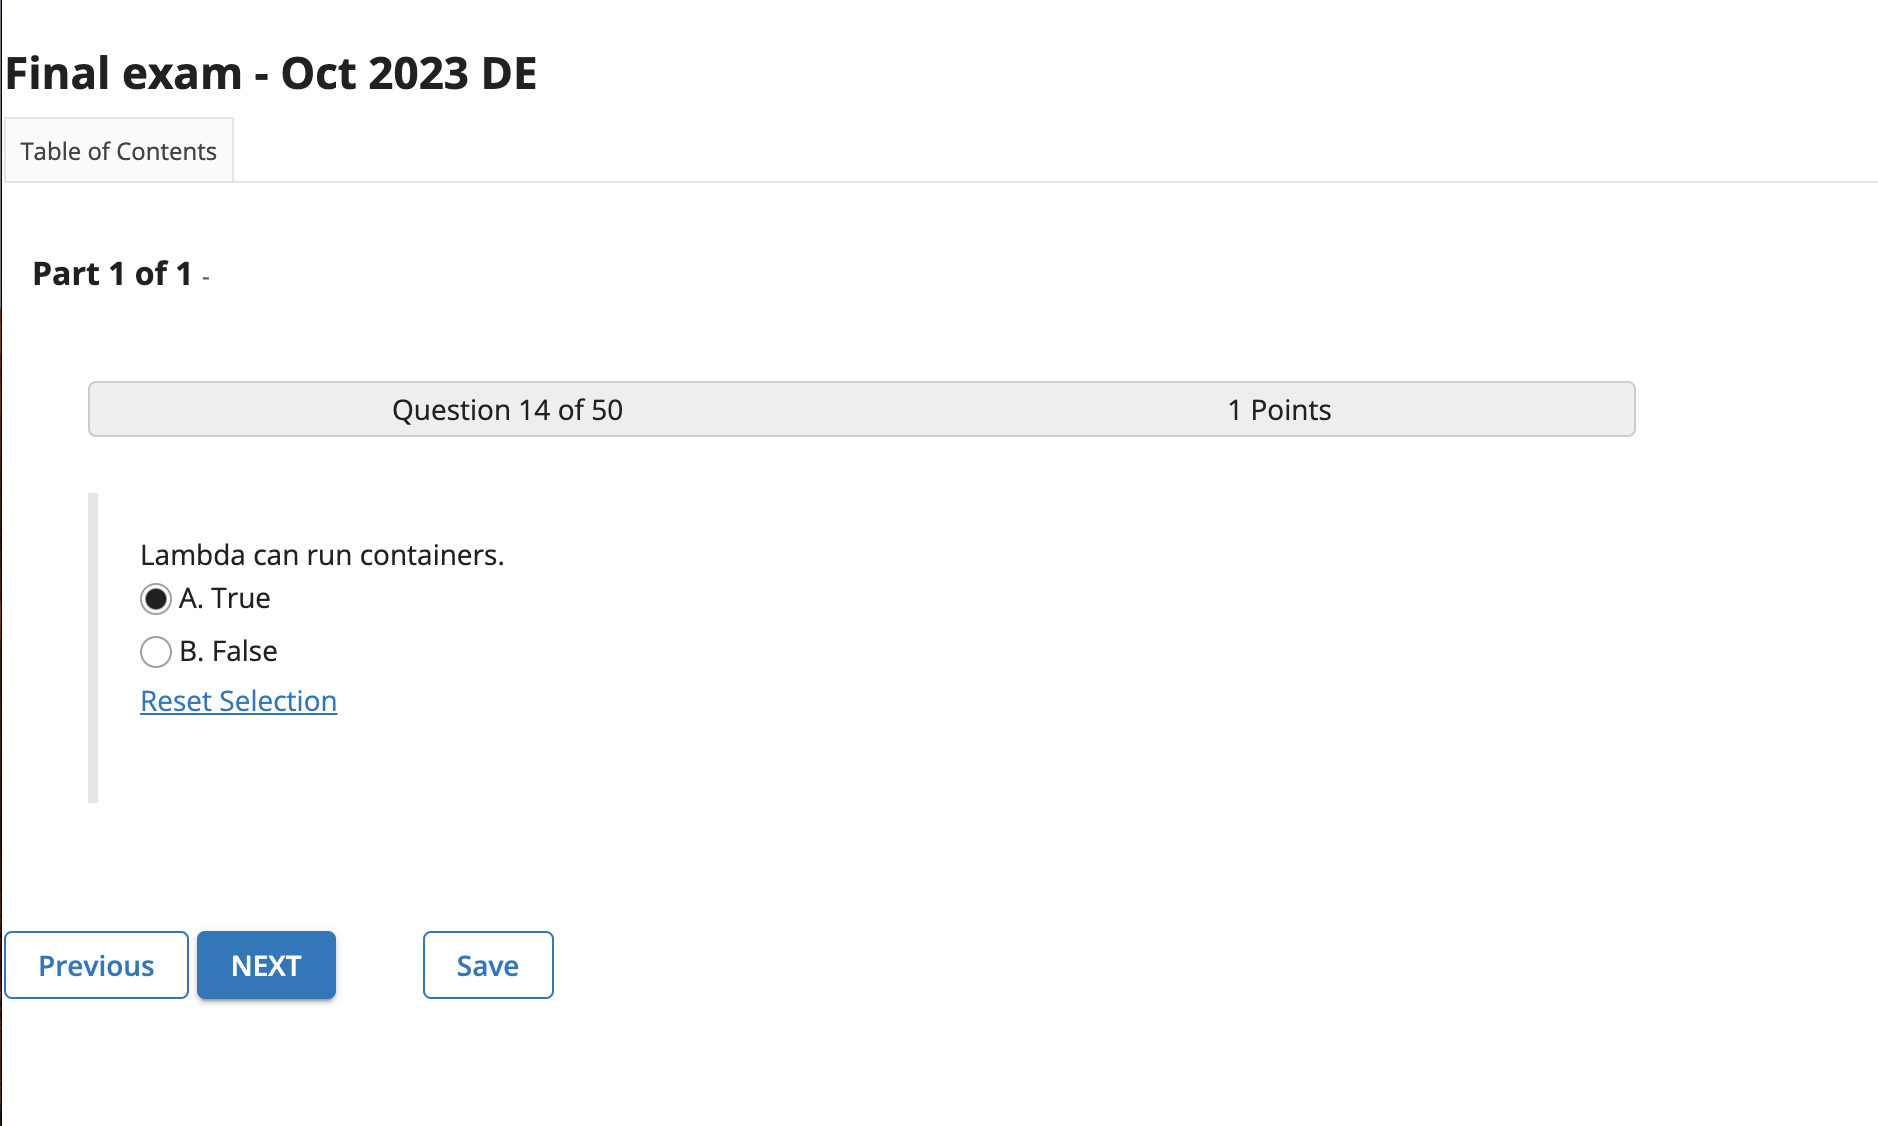 Final exam - Oct 2023 DE
Table of Contents
Part 1 of 1 -
Question 14 of 50 1 Points
Lambda can run containers.
A. True
B. False
Reset Selection
Previous NEXT Save